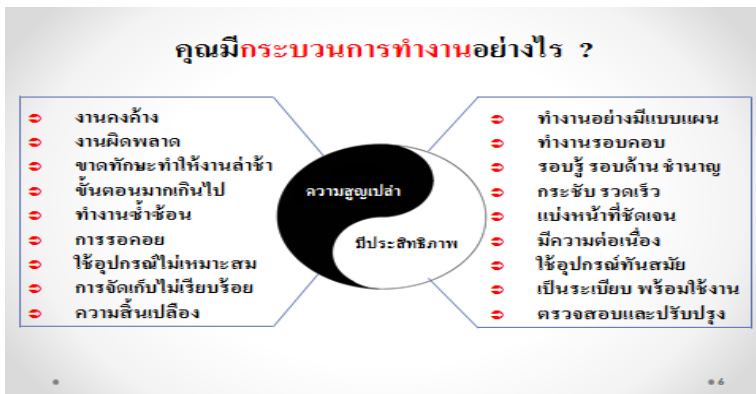 คุณมีกระบวนการทำงานอย่างไร ?
งานคงค้าง
งานผิดพลาด
ขาดทักษะทำให้งานล่าช้า
ขั้นตอนมากเกินไป
ทำงานซ้ำซ้อน
การรอคอย
ใช้อุปกรณ์ไม่เหมาะสม
การจัดเก็บไม่เรียบร้อย
ความสิ้นเปลือง
ความสูญเปล่า
มีประสิทธิภาพ
ทำงานอย่างมีแบบแผน
ทำงานรอบคอบ
รอบรู้ รอบด้าน ชำนาญ
กระชับ รวดเร็ว
แบ่งหน้าที่ชัดเจน
มีความต่อเนื่อง
ใช้อุปกรณ์ทันสมัย
เป็นระเบียบ พร้อมใช้งาน
ตรวจสอบและปรับปรุง
6